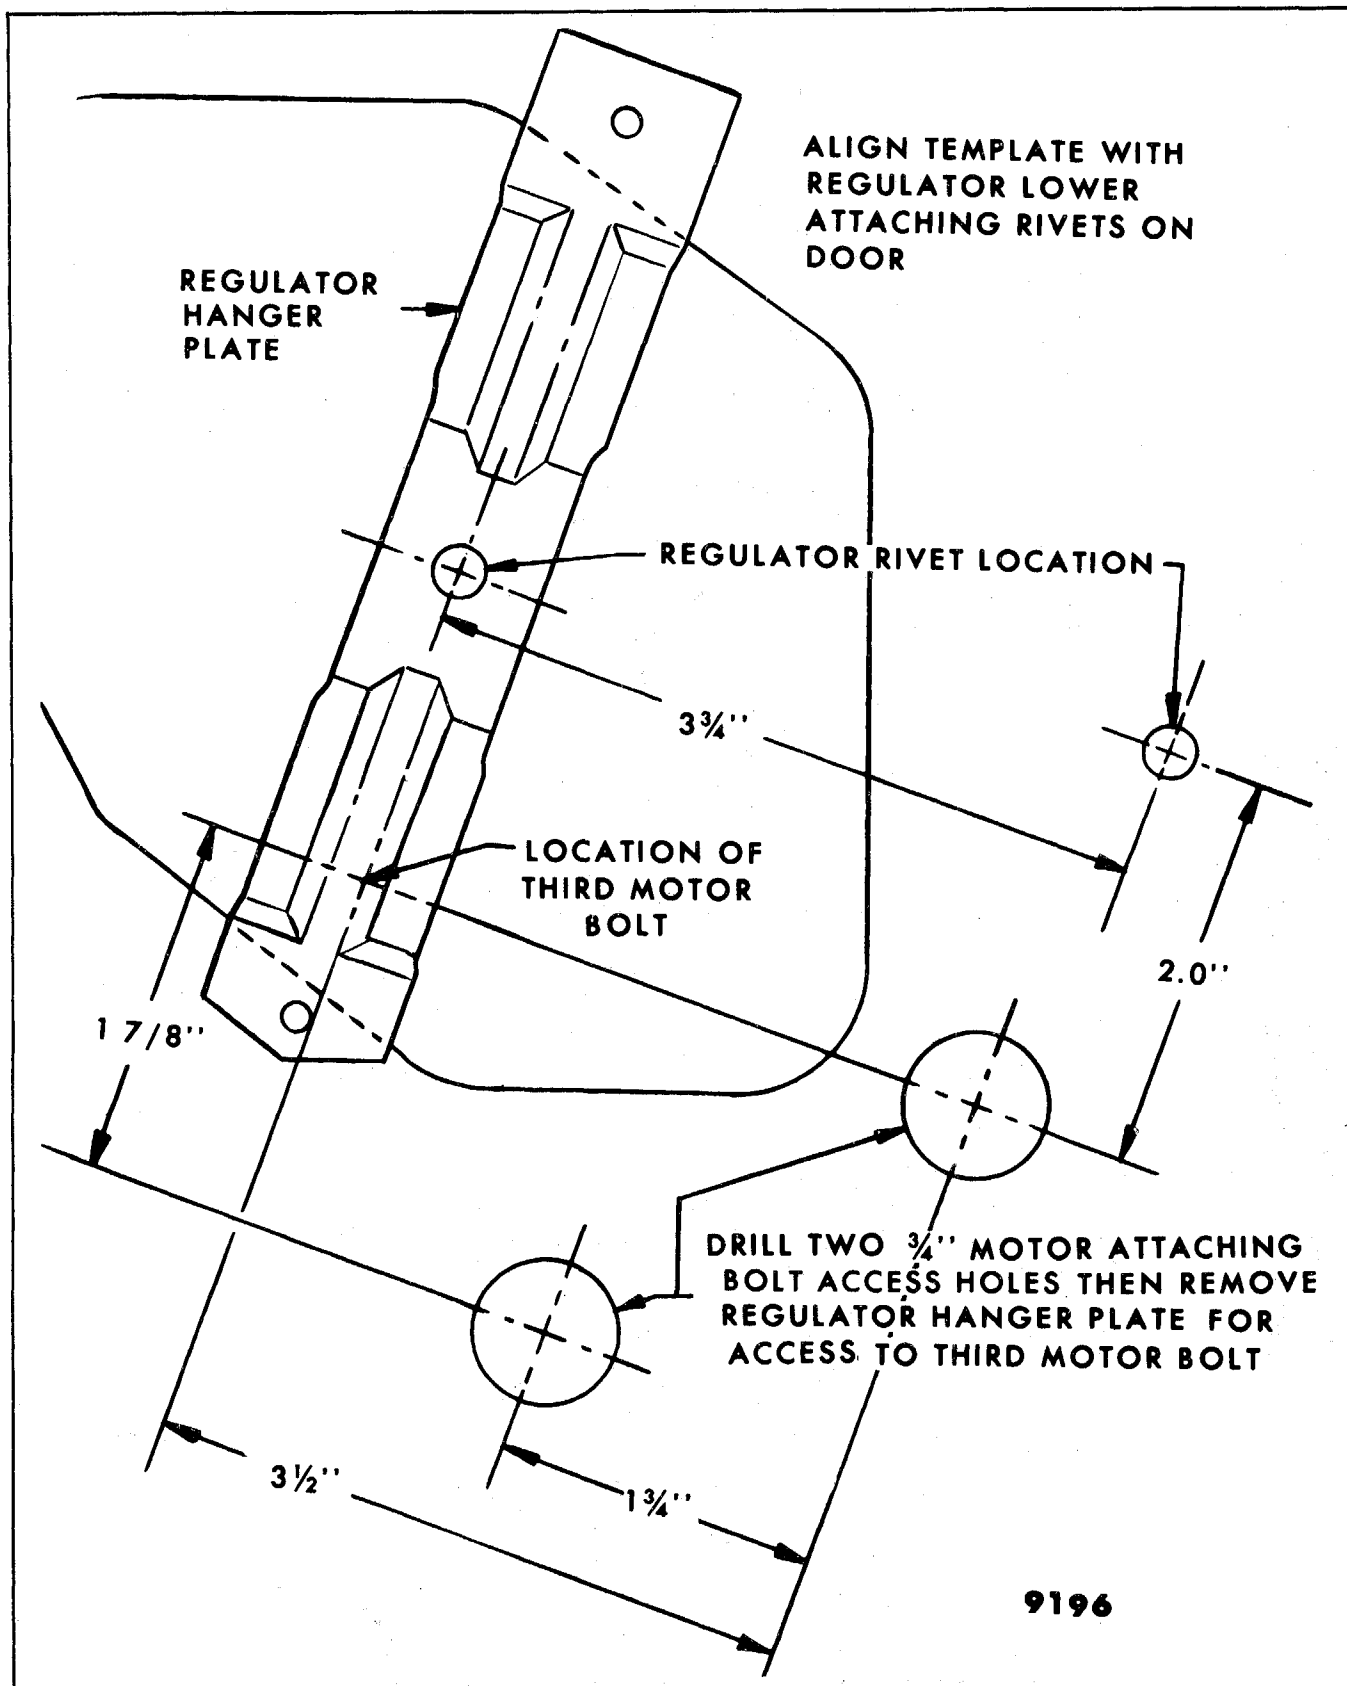 ALIGN TEMPLATE WITH
REGULATOR LOWER
ATTACHING RIVETS ON
DOOR
REGULATOR
HANGER
PLATE
REGULATOR RIVET LOCATION
3¾''
LOCATION OF
THIRD MOTOR
BOLT
2.0''
1 7/8''
DRILL TWO ¾'' MOTOR ATTACHING
BOLT ACCESS HOLES THEN REMOVE
REGULATOR HANGER PLATE FOR
ACCESS TO THIRD MOTOR BOLT
3½''
1¾''
9196